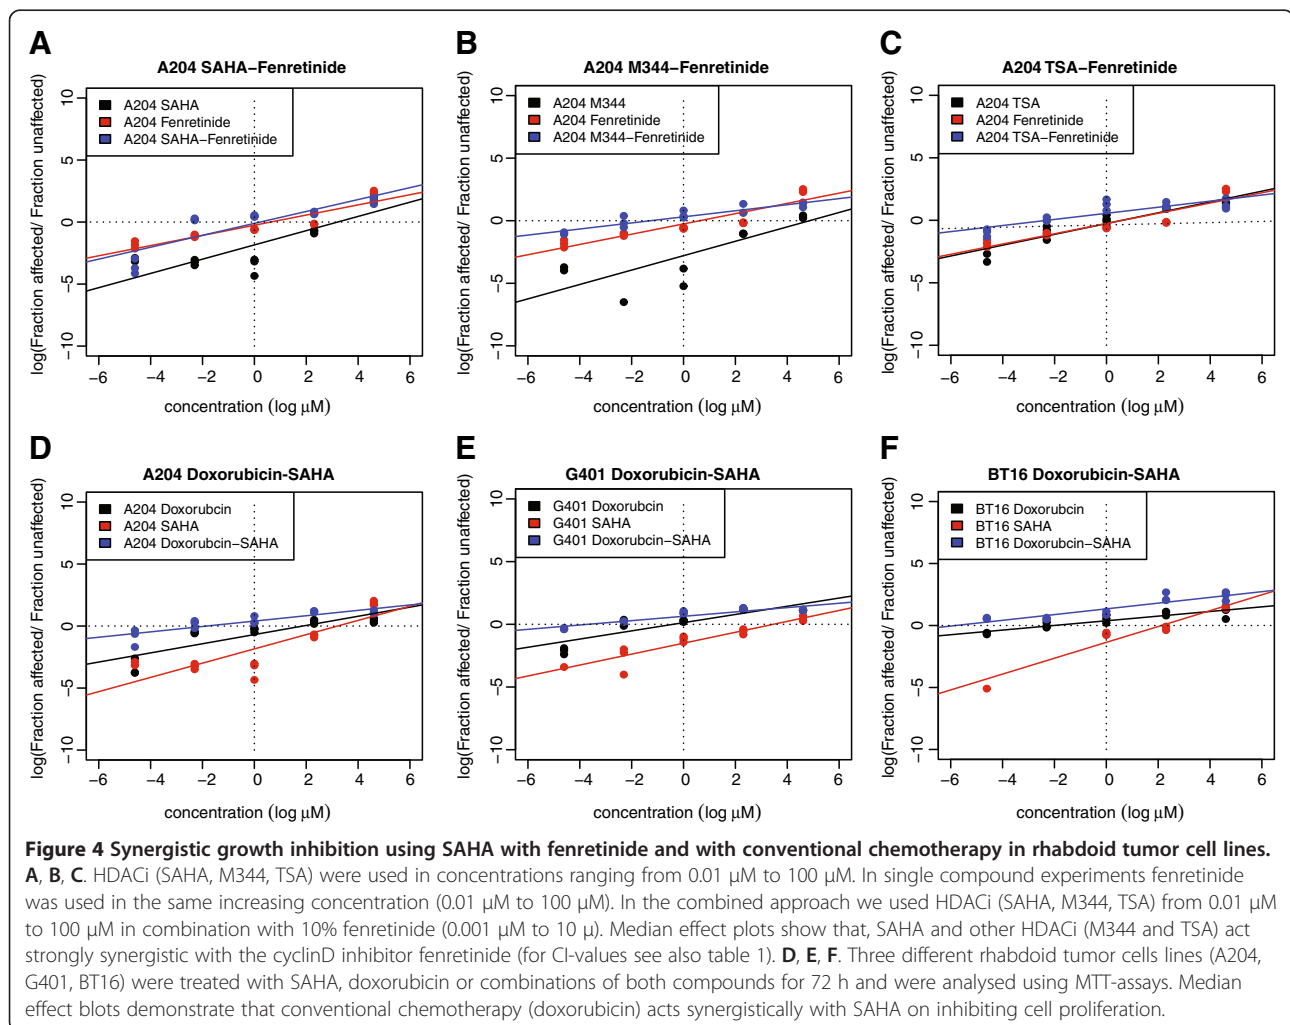 A
A204 SAHA−Fenretinide
log(Fraction affected/ Fraction unaffected)
10
5
0
−5
−10
A204 SAHA
A204 Fenretinide
A204 SAHA−Fenretinide
−6 −4 −2 0 2 4 6
concentration (log µM)
B
A204 M344−Fenretinide
log(Fraction affected/ Fraction unaffected)
10
5
0
−5
−10
A204 M344
A204 Fenretinide
A204 M344−Fenretinide
−6 −4 −2 0 2 4 6
concentration (log µM)
C
A204 TSA−Fenretinide
log(Fraction affected/ Fraction unaffected)
10
5
0
−5
−10
A204 TSA
A204 Fenretinide
A204 TSA−Fenretinide
−6 −4 −2 0 2 4 6
concentration (log µM)
D
A204 Doxorubicin-SAHA
log(Fraction affected/ Fraction unaffected)
10
5
0
−5
−10
A204 Doxorubcin
A204 SAHA
A204 Doxorubcin−SAHA
−6 −4 −2 0 2 4 6
concentration (log µM)
E
G401 Doxorubicin-SAHA
log(Fraction affected/ Fraction unaffected)
10
5
0
−5
−10
G401 Doxorubcin
G401 SAHA
G401 Doxorubcin−SAHA
−6 −4 −2 0 2 4 6
concentration (log µM)
F
BT16 Doxorubicin-SAHA
log(Fraction affected/ Fraction unaffected)
10
5
0
−5
−10
BT16 Doxorubcin
BT16 SAHA
BT16 Doxorubcin−SAHA
−6 −4 −2 0 2 4 6
concentration (log µM)
Figure 4 Synergistic growth inhibition using SAHA with fenretinide and with conventional chemotherapy in rhabdoid tumor cell lines.
A, B, C. HDACi (SAHA, M344, TSA) were used in concentrations ranging from 0.01 µM to 100 µM. In single compound experiments fenretinide
was used in the same increasing concentration (0.01 µM to 100 µM). In the combined approach we used HDACi (SAHA, M344, TSA) from 0.01 µM
to 100 µM in combination with 10% fenretinide (0.001 µM to 10 µ). Median effect plots show that, SAHA and other HDACi (M344 and TSA) act
strongly synergistic with the cyclinD inhibitor fenretinide (for CI-values see also table 1). D, E, F. Three different rhabdoid tumor cells lines (A204,
G401, BT16) were treated with SAHA, doxorubicin or combinations of both compounds for 72 h and were analysed using MTT-assays. Median
effect blots demonstrate that conventional chemotherapy (doxorubicin) acts synergistically with SAHA on inhibiting cell proliferation.